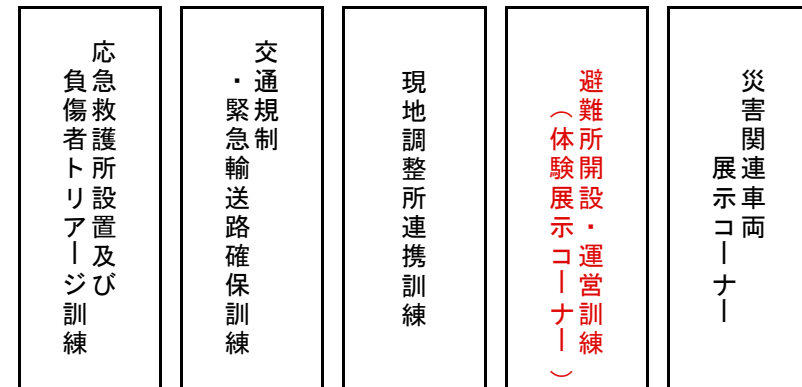 災害関連車両
展示コーナー
避難所開設・運営訓練
（体験展示コーナー）
現地調整所連携訓練
交通規制
・緊急輸送路確保訓練
応急救護所設置及び
負傷者トリアージ訓練